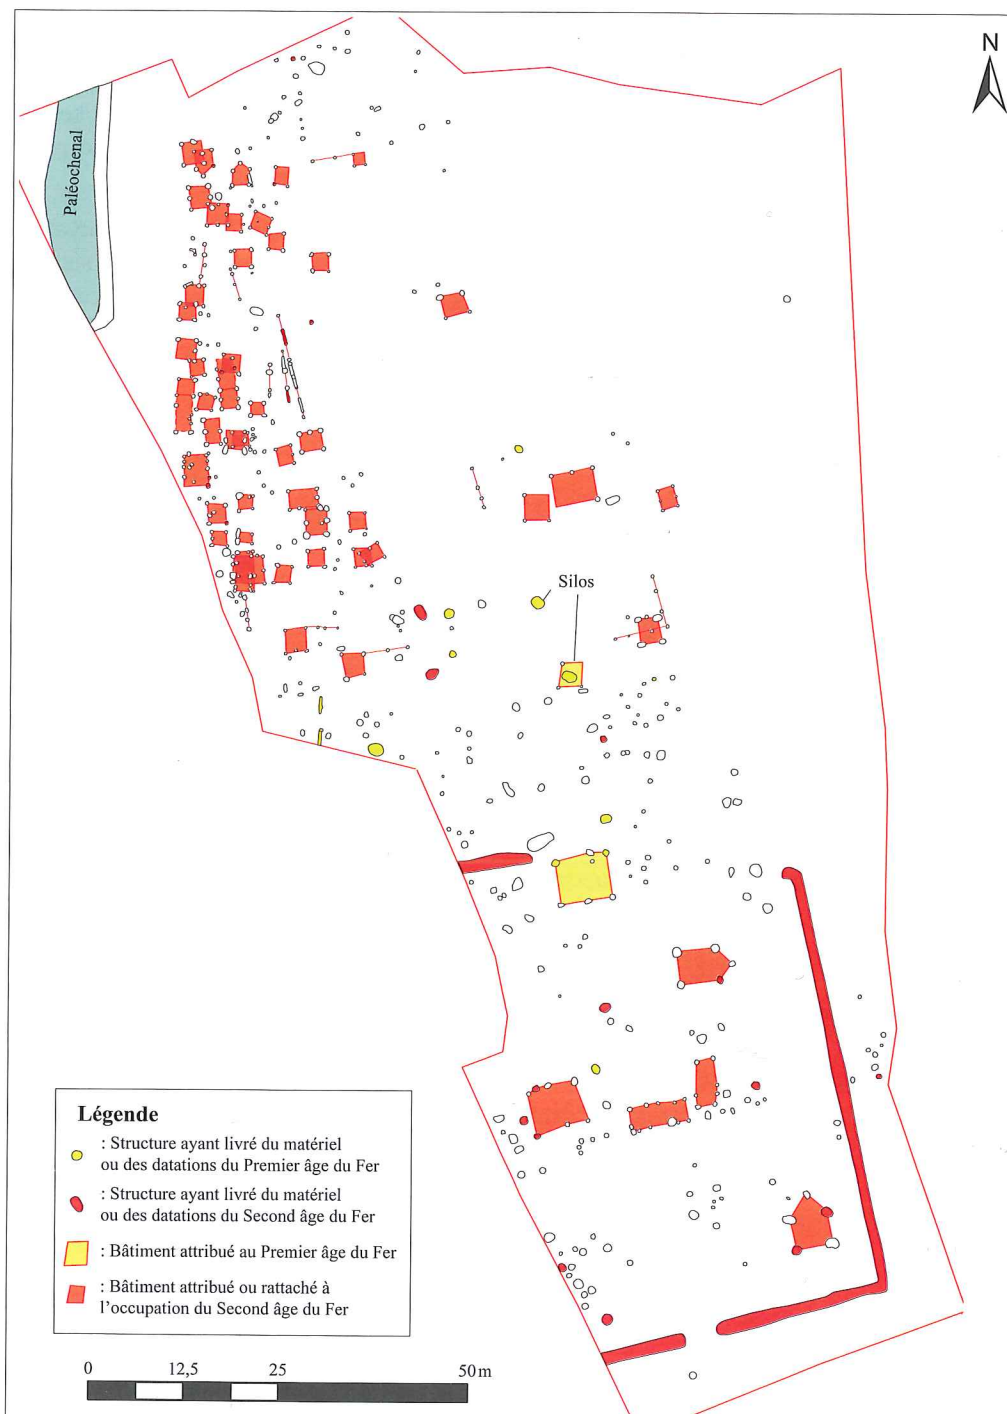 N
Paléochenal
Silos
Légende
: Structure ayant livré du matériel
ou des datations du Premier âge du Fer
: Structure ayant livré du matériel
ou des datations du Second âge du Fer
: Bâtiment attribué au Premier âge du Fer
: Bâtiment attribué ou rattaché à
l'occupation du Second âge du Fer
0 12,5 25 50 m